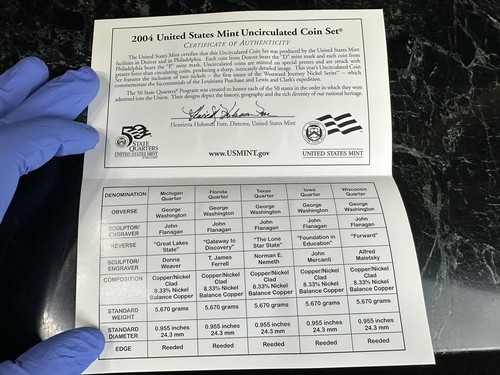 2004 United States Mint Uncirculated Coin Set®
CERTIFICATE OF AUTHENTICITY
The United States Mint certifies that this Uncirculated Coin Set was produced by the United States Mint
facilities in Denver and in Philadelphia. Each coin from Denver bears the "D" mint mark and each coin from
Philadelphia bears the "P" mint mark. Uncirculated coins are minted on special presses and are struck with
greater force than circulating coins, producing a sharp, intricately detailed image. This year's Uncirculated Coin
Set features the inclusion of two nickels – the first issues of the Westward Journey Nickel Series™ – which
commemorate the bicentennials of the Louisiana Purchase and Lewis and Clark's expedition.
The 50 State Quarters® Program was created to honor each of the 50 states in the order in which they were
admitted into the Union. Their designs depict the history, geography and the rich diversity of our national heritage.
Henrietta Holsman Fore, Director, United States Mint
50 STATE QUARTERS
UNITED STATES MINT
www.USMINT.gov
UNITED STATES MINT
DENOMINATION Michigan Quarter Florida Quarter Texas Quarter Iowa Quarter Wisconsin Quarter
OBVERSE George Washington George Washington George Washington George Washington George Washington
SCULPTOR/ENGRAVER John Flanagan John Flanagan John Flanagan John Flanagan John Flanagan
REVERSE "Great Lakes State" "Gateway to Discovery" "The Lone Star State" "Foundation in Education" "Forward"
SCULPTOR/ENGRAVER Donna Weaver T. James Ferrell Norman E. Nemeth John Mercanti Alfred Maletsky
COMPOSITION Copper/Nickel Clad 8.33% Nickel Balance Copper Copper/Nickel Clad 8.33% Nickel Balance Copper Copper/Nickel Clad 8.33% Nickel Balance Copper Copper/Nickel Clad 8.33% Nickel Balance Copper Copper/Nickel Clad 8.33% Nickel Balance Copper
STANDARD WEIGHT 5.670 grams 5.670 grams 5.670 grams 5.670 grams 5.670 grams
STANDARD DIAMETER 0.955 inches 24.3 mm 0.955 inches 24.3 mm 0.955 inches 24.3 mm 0.955 inches 24.3 mm 0.955 inches 24.3 mm
EDGE Reeded Reeded Reeded Reeded Reeded